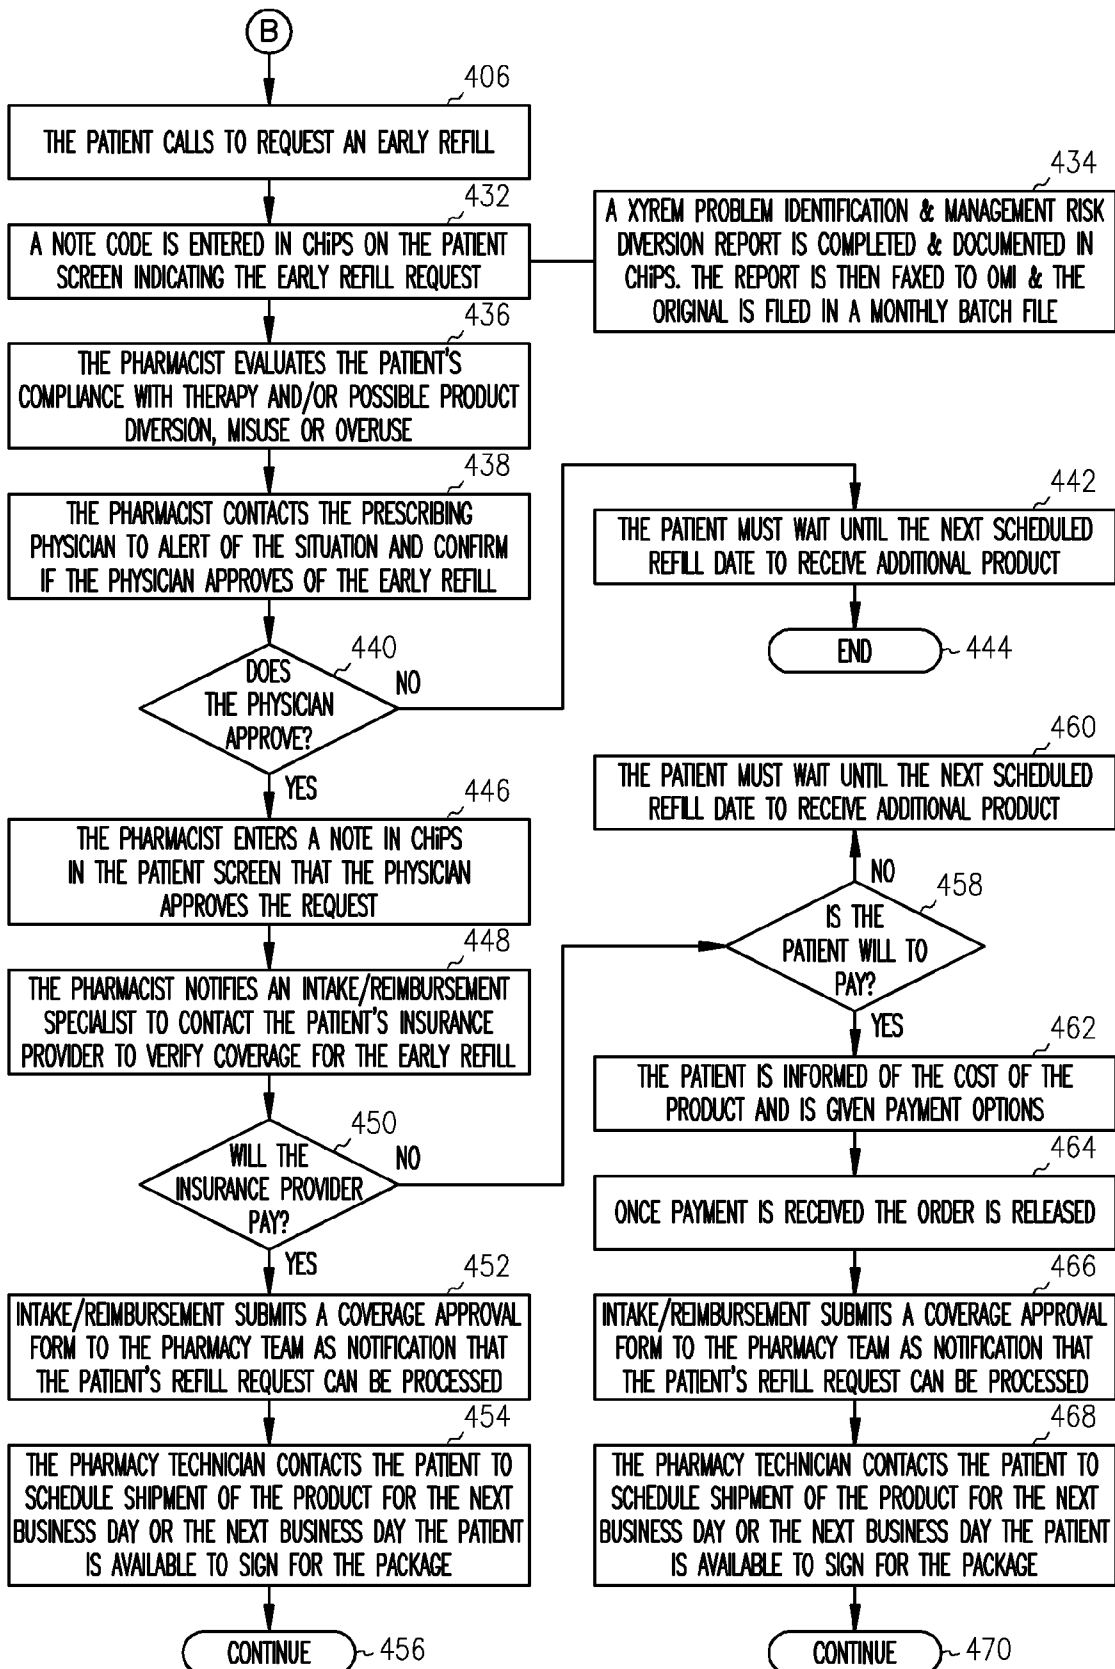 B
406
THE PATIENT CALLS TO REQUEST AN EARLY REFILL
432
A NOTE CODE IS ENTERED IN CHiPS ON THE PATIENT
SCREEN INDICATING THE EARLY REFILL REQUEST
434
A XYREM PROBLEM IDENTIFICATION & MANAGEMENT RISK
DIVERSION REPORT IS COMPLETED & DOCUMENTED IN
CHiPS. THE REPORT IS THEN FAXED TO OMI & THE
ORIGINAL IS FILED IN A MONTHLY BATCH FILE
436
THE PHARMACIST EVALUATES THE PATIENT'S
COMPLIANCE WITH THERAPY AND/OR POSSIBLE PRODUCT
DIVERSION, MISUSE OR OVERUSE
438
THE PHARMACIST CONTACTS THE PRESCRIBING
PHYSICIAN TO ALERT OF THE SITUATION AND CONFIRM
IF THE PHYSICIAN APPROVES OF THE EARLY REFILL
440
DOES
THE PHYSICIAN
APPROVE?
NO
442
THE PATIENT MUST WAIT UNTIL THE NEXT SCHEDULED
REFILL DATE TO RECEIVE ADDITIONAL PRODUCT
END
444
YES
446
THE PHARMACIST ENTERS A NOTE IN CHiPS
IN THE PATIENT SCREEN THAT THE PHYSICIAN
APPROVES THE REQUEST
448
THE PHARMACIST NOTIFIES AN INTAKE/REIMBURSEMENT
SPECIALIST TO CONTACT THE PATIENT'S INSURANCE
PROVIDER TO VERIFY COVERAGE FOR THE EARLY REFILL
450
WILL THE
INSURANCE PROVIDER
PAY?
NO
YES
452
INTAKE/REIMBURSEMENT SUBMITS A COVERAGE APPROVAL
FORM TO THE PHARMACY TEAM AS NOTIFICATION THAT
THE PATIENT'S REFILL REQUEST CAN BE PROCESSED
454
THE PHARMACY TECHNICIAN CONTACTS THE PATIENT TO
SCHEDULE SHIPMENT OF THE PRODUCT FOR THE NEXT
BUSINESS DAY OR THE NEXT BUSINESS DAY THE PATIENT
IS AVAILABLE TO SIGN FOR THE PACKAGE
CONTINUE
456
460
THE PATIENT MUST WAIT UNTIL THE NEXT SCHEDULED
REFILL DATE TO RECEIVE ADDITIONAL PRODUCT
NO
458
IS THE
PATIENT WILL TO
PAY?
YES
462
THE PATIENT IS INFORMED OF THE COST OF THE
PRODUCT AND IS GIVEN PAYMENT OPTIONS
464
ONCE PAYMENT IS RECEIVED THE ORDER IS RELEASED
466
INTAKE/REIMBURSEMENT SUBMITS A COVERAGE APPROVAL
FORM TO THE PHARMACY TEAM AS NOTIFICATION THAT
THE PATIENT'S REFILL REQUEST CAN BE PROCESSED
468
THE PHARMACY TECHNICIAN CONTACTS THE PATIENT TO
SCHEDULE SHIPMENT OF THE PRODUCT FOR THE NEXT
BUSINESS DAY OR THE NEXT BUSINESS DAY THE PATIENT
IS AVAILABLE TO SIGN FOR THE PACKAGE
CONTINUE
470